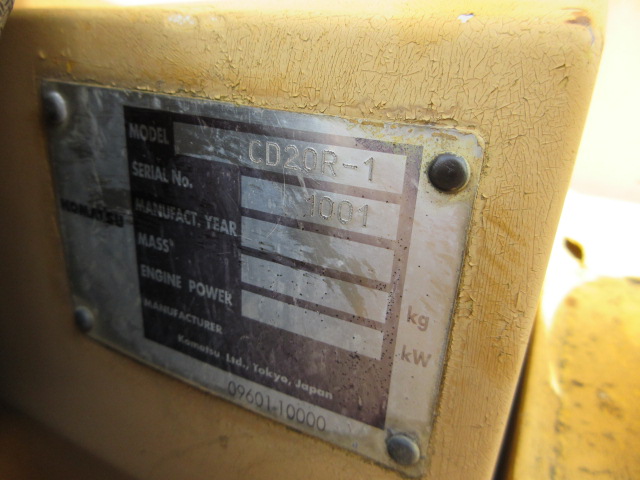 KOMATSU
MODEL CD20R-1
SERIAL No. 1001
MANUFACT. YEAR
MASS
kg
ENGINE POWER
kW
MANUFACTURER
Komatsu Ltd., Tokyo, Japan
09601-10000